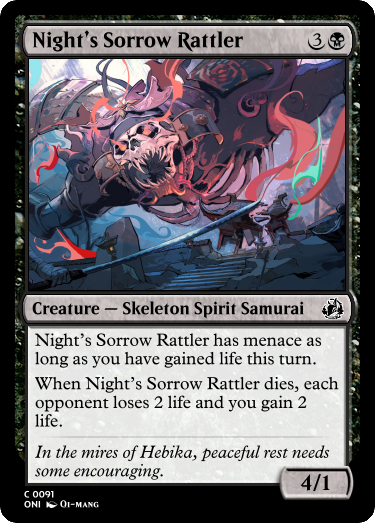 Night's Sorrow Rattler 3
Creature — Skeleton Spirit Samurai
Night's Sorrow Rattler has menace as
long as you have gained life this turn.
When Night's Sorrow Rattler dies, each
opponent loses 2 life and you gain 2
life.
In the mires of Hebika, peaceful rest needs
some encouraging.
4/1
C 0091
ONI Oi-mang